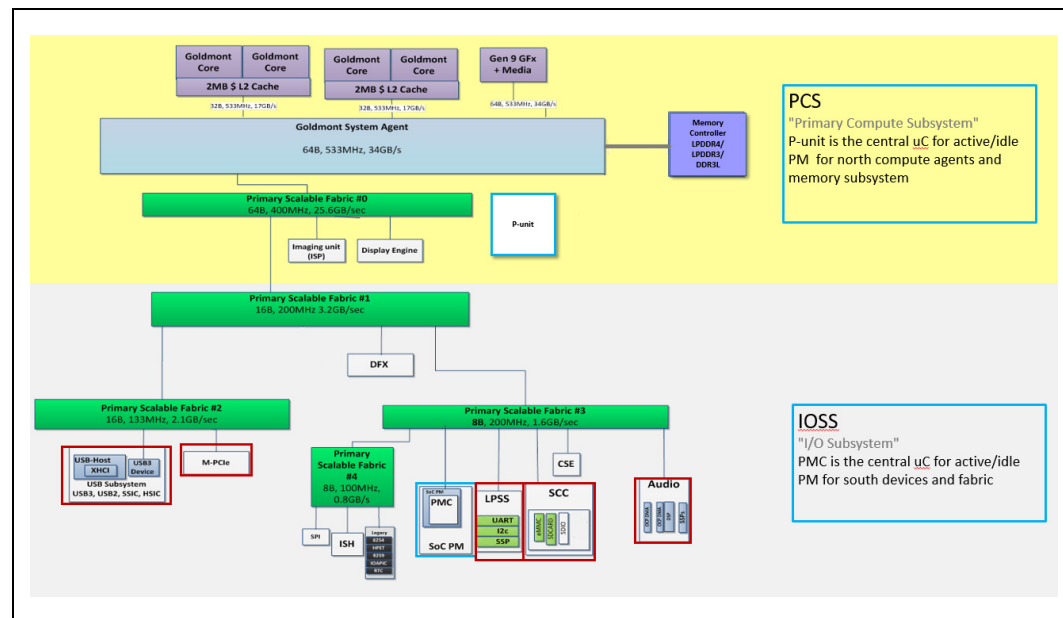 Goldmont
Core
Goldmont
Core
2MB $ L2 Cache
Goldmont
Core
Goldmont
Core
2MB $ L2 Cache
Gen 9 GFx
+ Media
32B, 533MHz, 17GB/s
32B, 533MHz, 17GB/s
64B, 533MHz, 34GB/s
Goldmont System Agent
64B, 533MHz, 34GB/s
Memory
Controller
LPDDR4/
LPDDR3/
DDR3L
PCS
"Primary Compute Subsystem"
P-unit is the central uC for active/idle
PM for north compute agents and
memory subsystem
Primary Scalable Fabric #0
64B, 400MHz, 25.6GB/sec
P-unit
Imaging unit
(ISP)
Display Engine
Primary Scalable Fabric #1
16B, 200MHz 3.2GB/sec
DFX
Primary Scalable Fabric #2
16B, 133MHz, 2.1GB/sec
Primary Scalable Fabric #3
8B, 200MHz, 1.6GB/sec
IOSS
"I/O Subsystem"
PMC is the central uC for active/idle
PM for south devices and fabric
USB-Host
XHCI
USB3
Device
USB Subsystem
USB3, USB2, SSIC, HSIC
M-PCIe
Primary
Scalable Fabric
#4
8B, 100MHz,
0.8GB/s
CSE
SPI
ISH
Legacy
8254
HPET
8259
IOAPIC
RTC
SoC PM
PMC
SoC PM
LPSS
UART
I2c
SSP
SCC
eMMC
SDCARD
SDIO
Audio
DSP
SSPs